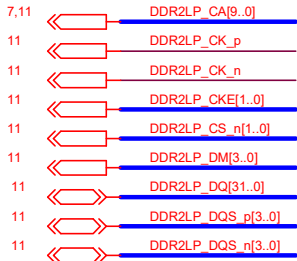 7,11 DDR2LP_CA[9..0]
11 DDR2LP_CK_p
11 DDR2LP_CK_n
11 DDR2LP_CKE[1..0]
11 DDR2LP_CS_n[1..0]
11 DDR2LP_DM[3..0]
11 DDR2LP_DQ[31..0]
11 DDR2LP_DQS_p[3..0]
11 DDR2LP_DQS_n[3..0]